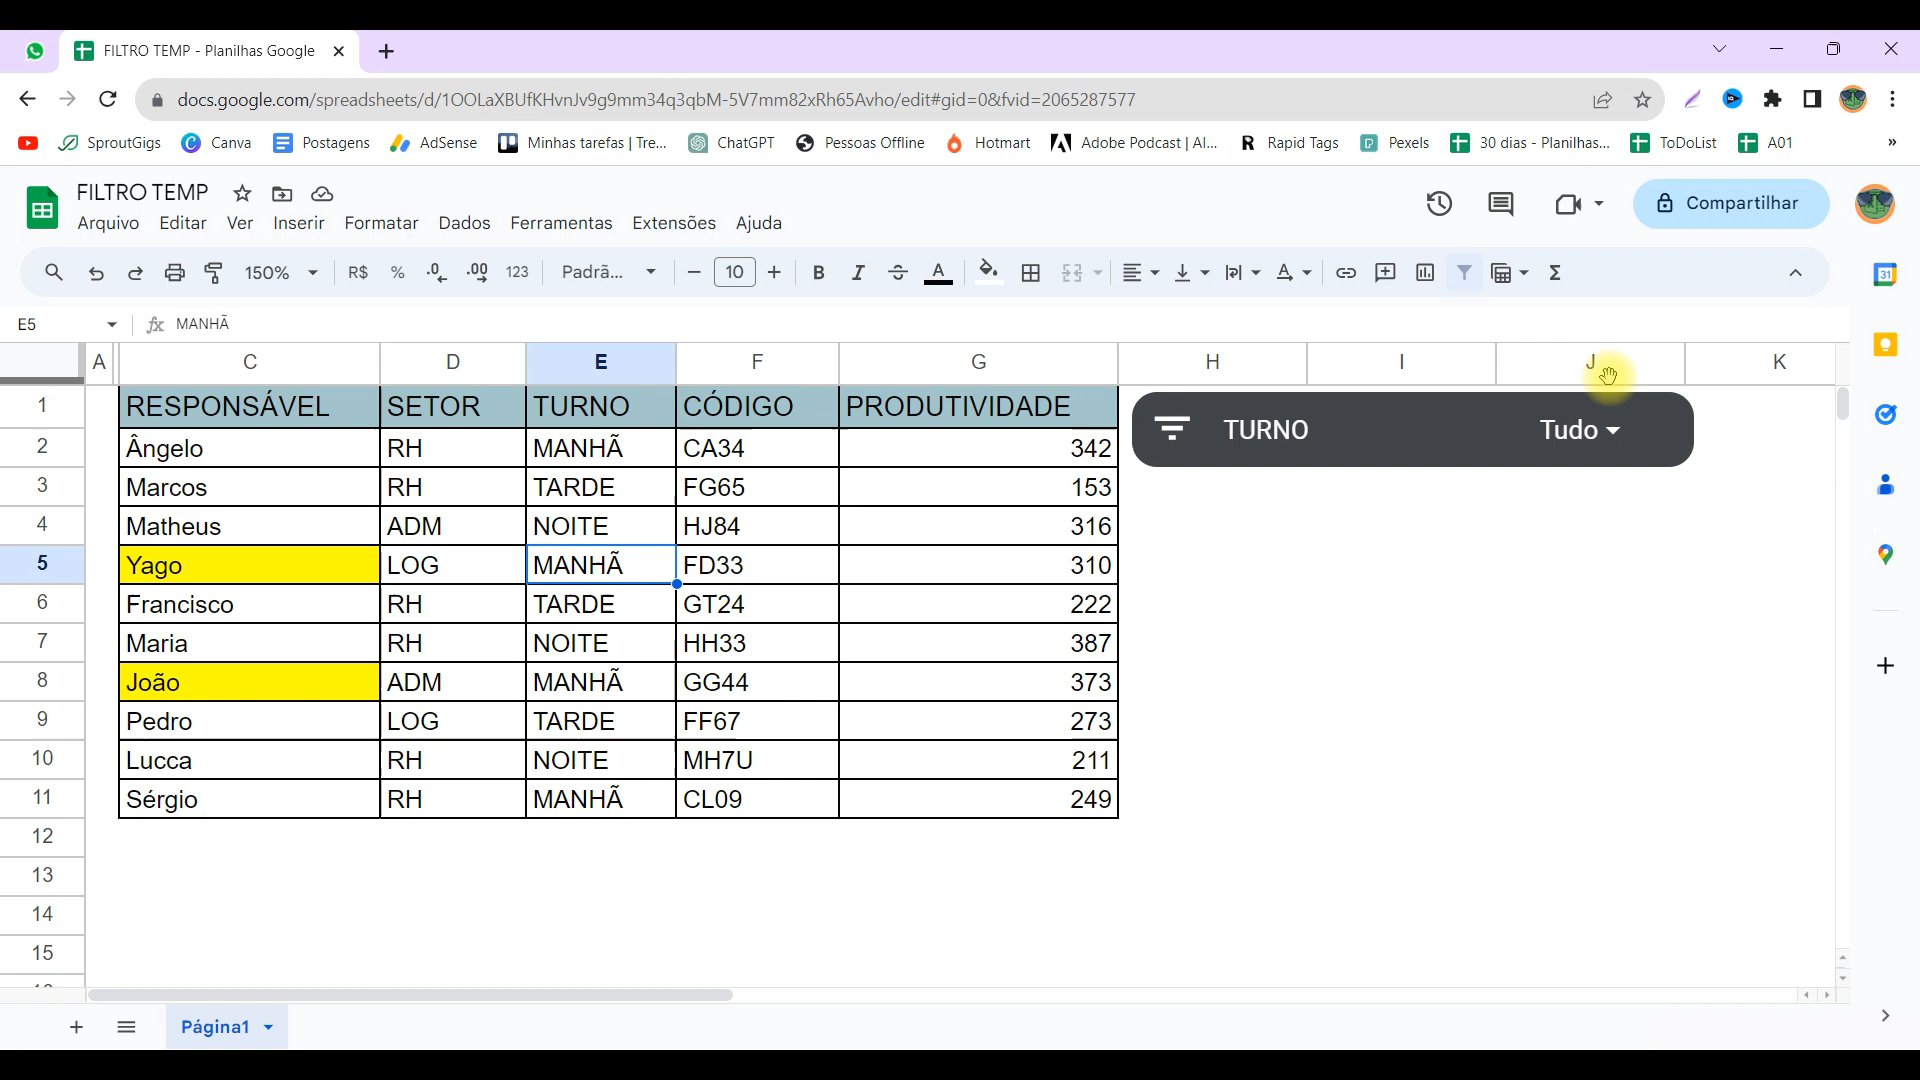 FILTRO TEMP - Planilhas Google
docs.google.com/spreadsheets/d/1OOLaXBUfKHvnJv9g9mm34q3qbM-5V7mm82xRh65Avho/edit#gid=0&fvid=2065287577
SproutGigs Canva Postagens AdSense Minhas tarefas | Tre... ChatGPT Pessoas Offline Hotmart Adobe Podcast | AI... Rapid Tags Pexels 30 dias - Planilhas... ToDoList A01 »
FILTRO TEMP
Compartilhar
Arquivo Editar Ver Inserir Formatar Dados Ferramentas Extensões Ajuda
150% R$ % .0 .00 123 Padrã... 10 B I S A A Σ
31
E5 fx MANHÃ
A C D E F G H I J K
1 RESPONSÁVEL SETOR TURNO CÓDIGO PRODUTIVIDADE
TURNO Tudo
2 Ângelo RH MANHÃ CA34 342
3 Marcos RH TARDE FG65 153
4 Matheus ADM NOITE HJ84 316
5 Yago LOG MANHÃ FD33 310
6 Francisco RH TARDE GT24 222
7 Maria RH NOITE HH33 387
8 João ADM MANHÃ GG44 373
9 Pedro LOG TARDE FF67 273
10 Lucca RH NOITE MH7U 211
11 Sérgio RH MANHÃ CL09 249
12
13
14
15
Página1